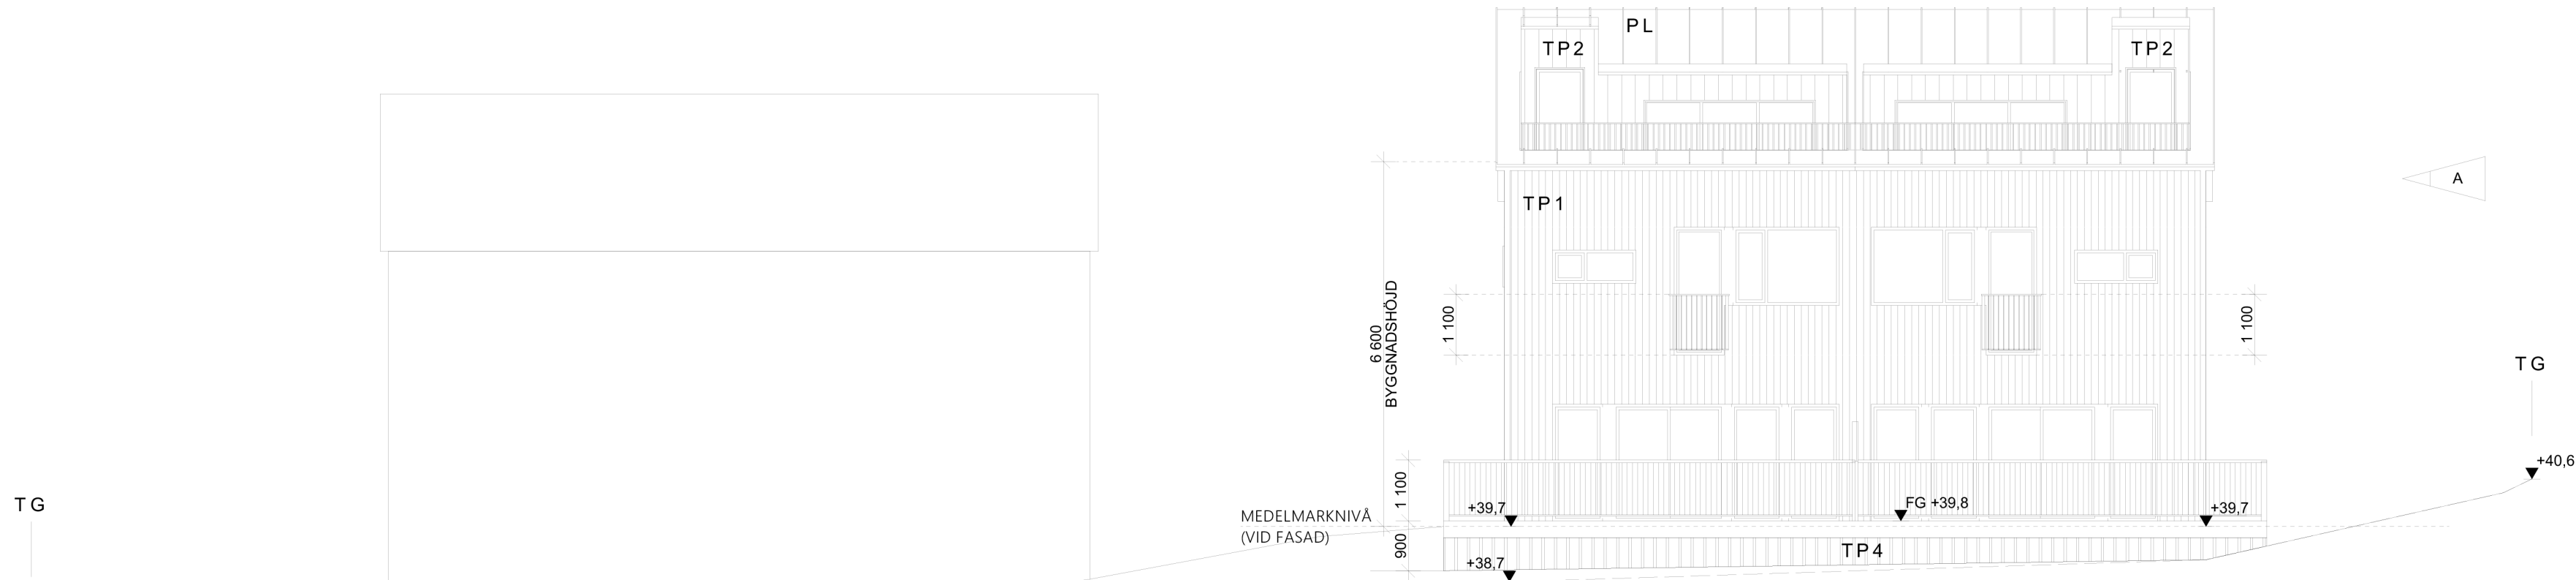 PL
TP2
TP2
A
TP1
6 600
BYGGNADSHÖJD
1 100
1 100
TG
+40,6
1 100
TG
+39,7
FG +39,8
+39,7
MEDELMARKNIVÅ
(VID FASAD)
900
TP4
+38,7